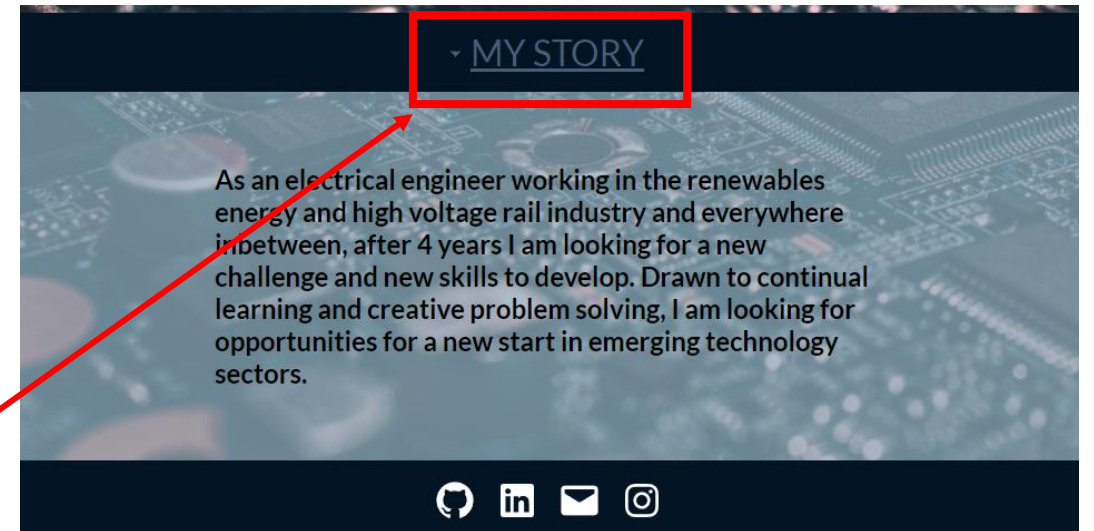 MY STORY
As an electrical engineer working in the renewables
energy and high voltage rail industry and everywhere
inbetween, after 4 years I am looking for a new
challenge and new skills to develop. Drawn to continual
learning and creative problem solving, I am looking for
opportunities for a new start in emerging technology
sectors.
in